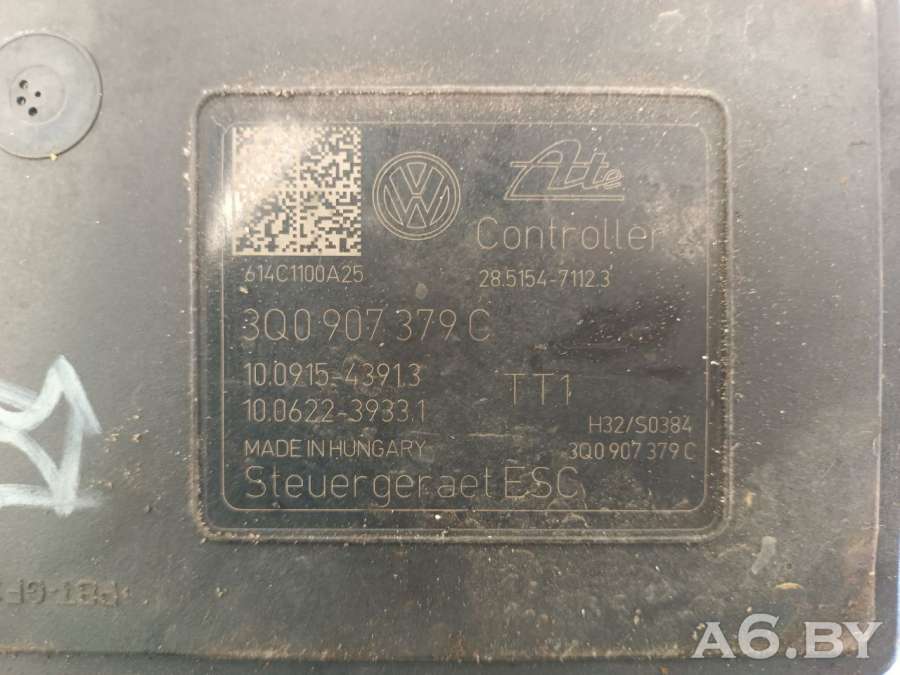 Ate
Controller
614C1100A25
28.5154-7112.3
3Q0 907 379 C
10.0915-4391.3
TT1
10.0622-3933.1
H32/S0384
MADE IN HUNGARY
3Q0 907 379 C
Steuergeraet ESC
A6.BY